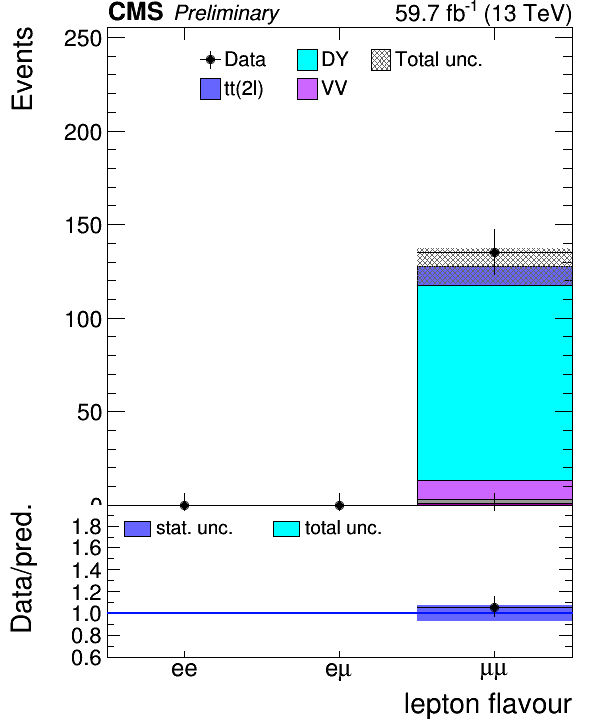 CMS Preliminary 59.7 fb⁻¹ (13 TeV)
Events
250
200
150
100
50
0
Data DY Total unc.
tt(2l) VV
Data/pred.
1.8
1.6
1.4
1.2
1.0
0.8
0.6
stat. unc. total unc.
ee eμ μμ
lepton flavour